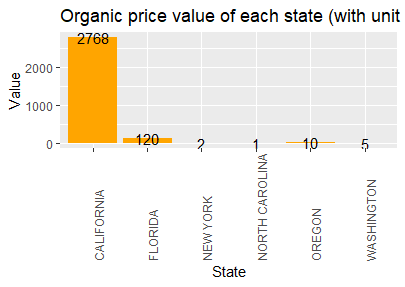 Organic price value of each state (with unit
2768
120
2
1
10
5
2000
1000
0
Value
CALIFORNIA
FLORIDA
NEW YORK
NORTH CAROLINA
OREGON
WASHINGTON
State